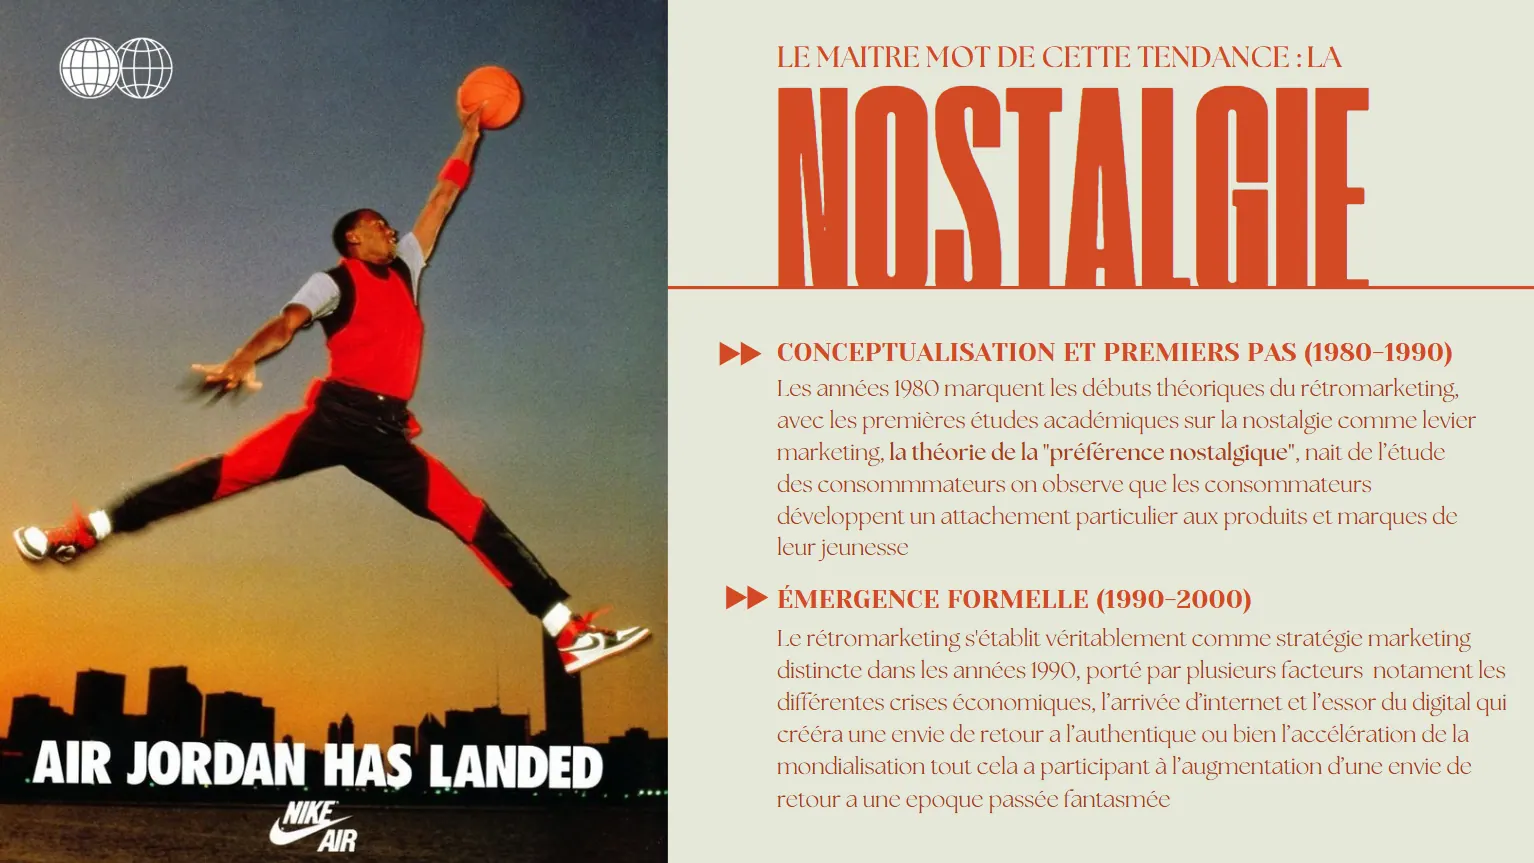 AIR JORDAN HAS LANDED
NIKE
AIR
LE MAITRE MOT DE CETTE TENDANCE : LA
NOSTALGIE
CONCEPTUALISATION ET PREMIERS PAS (1980-1990)
Les années 1980 marquent les débuts théoriques du rétromarketing,
avec les premières études académiques sur la nostalgie comme levier
marketing, la théorie de la "préférence nostalgique", nait de l'étude
des consommmateurs on observe que les consommateurs
développent un attachement particulier aux produits et marques de
leur jeunesse
ÉMERGENCE FORMELLE (1990-2000)
Le rétromarketing s'établit véritablement comme stratégie marketing
distincte dans les années 1990, porté par plusieurs facteurs notament les
différentes crises économiques, l'arrivée d'internet et l'essor du digital qui
crééra une envie de retour a l'authentique ou bien l'accélération de la
mondialisation tout cela a participant à l'augmentation d'une envie de
retour a une epoque passée fantasmée